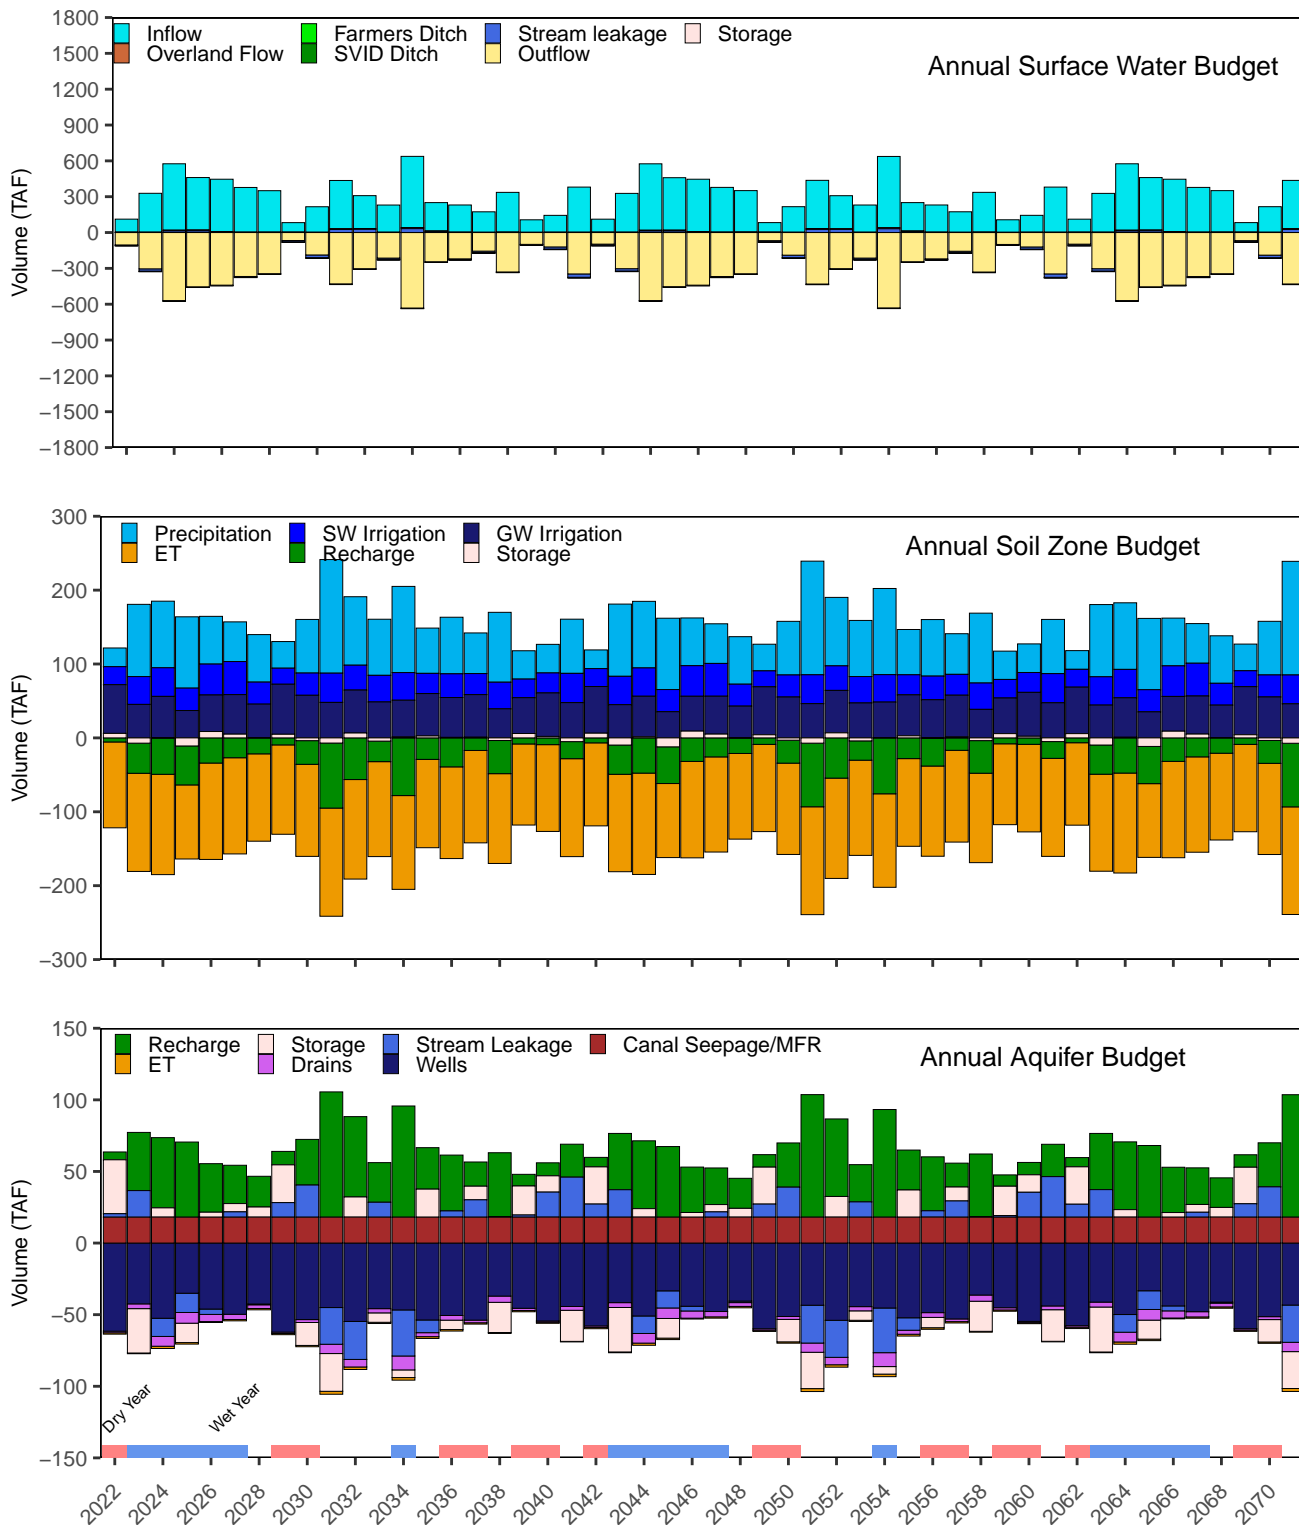 1800
1500
1200
900
600
300
0
−300
−600
−900
−1200
−1500
−1800
Volume (TAF)
Inflow Farmers Ditch Stream leakage Storage
Overland Flow SVID Ditch Outflow
Annual Surface Water Budget
300
200
100
0
−100
−200
−300
Volume (TAF)
Precipitation SW Irrigation GW Irrigation
ET Recharge Storage
Annual Soil Zone Budget
150
100
50
0
−50
−100
−150
Volume (TAF)
Recharge Storage Stream Leakage Canal Seepage/MFR
ET Drains Wells
Annual Aquifer Budget
Dry Year Wet Year
2022 2024 2026 2028 2030 2032 2034 2036 2038 2040 2042 2044 2046 2048 2050 2052 2054 2056 2058 2060 2062 2064 2066 2068 2070